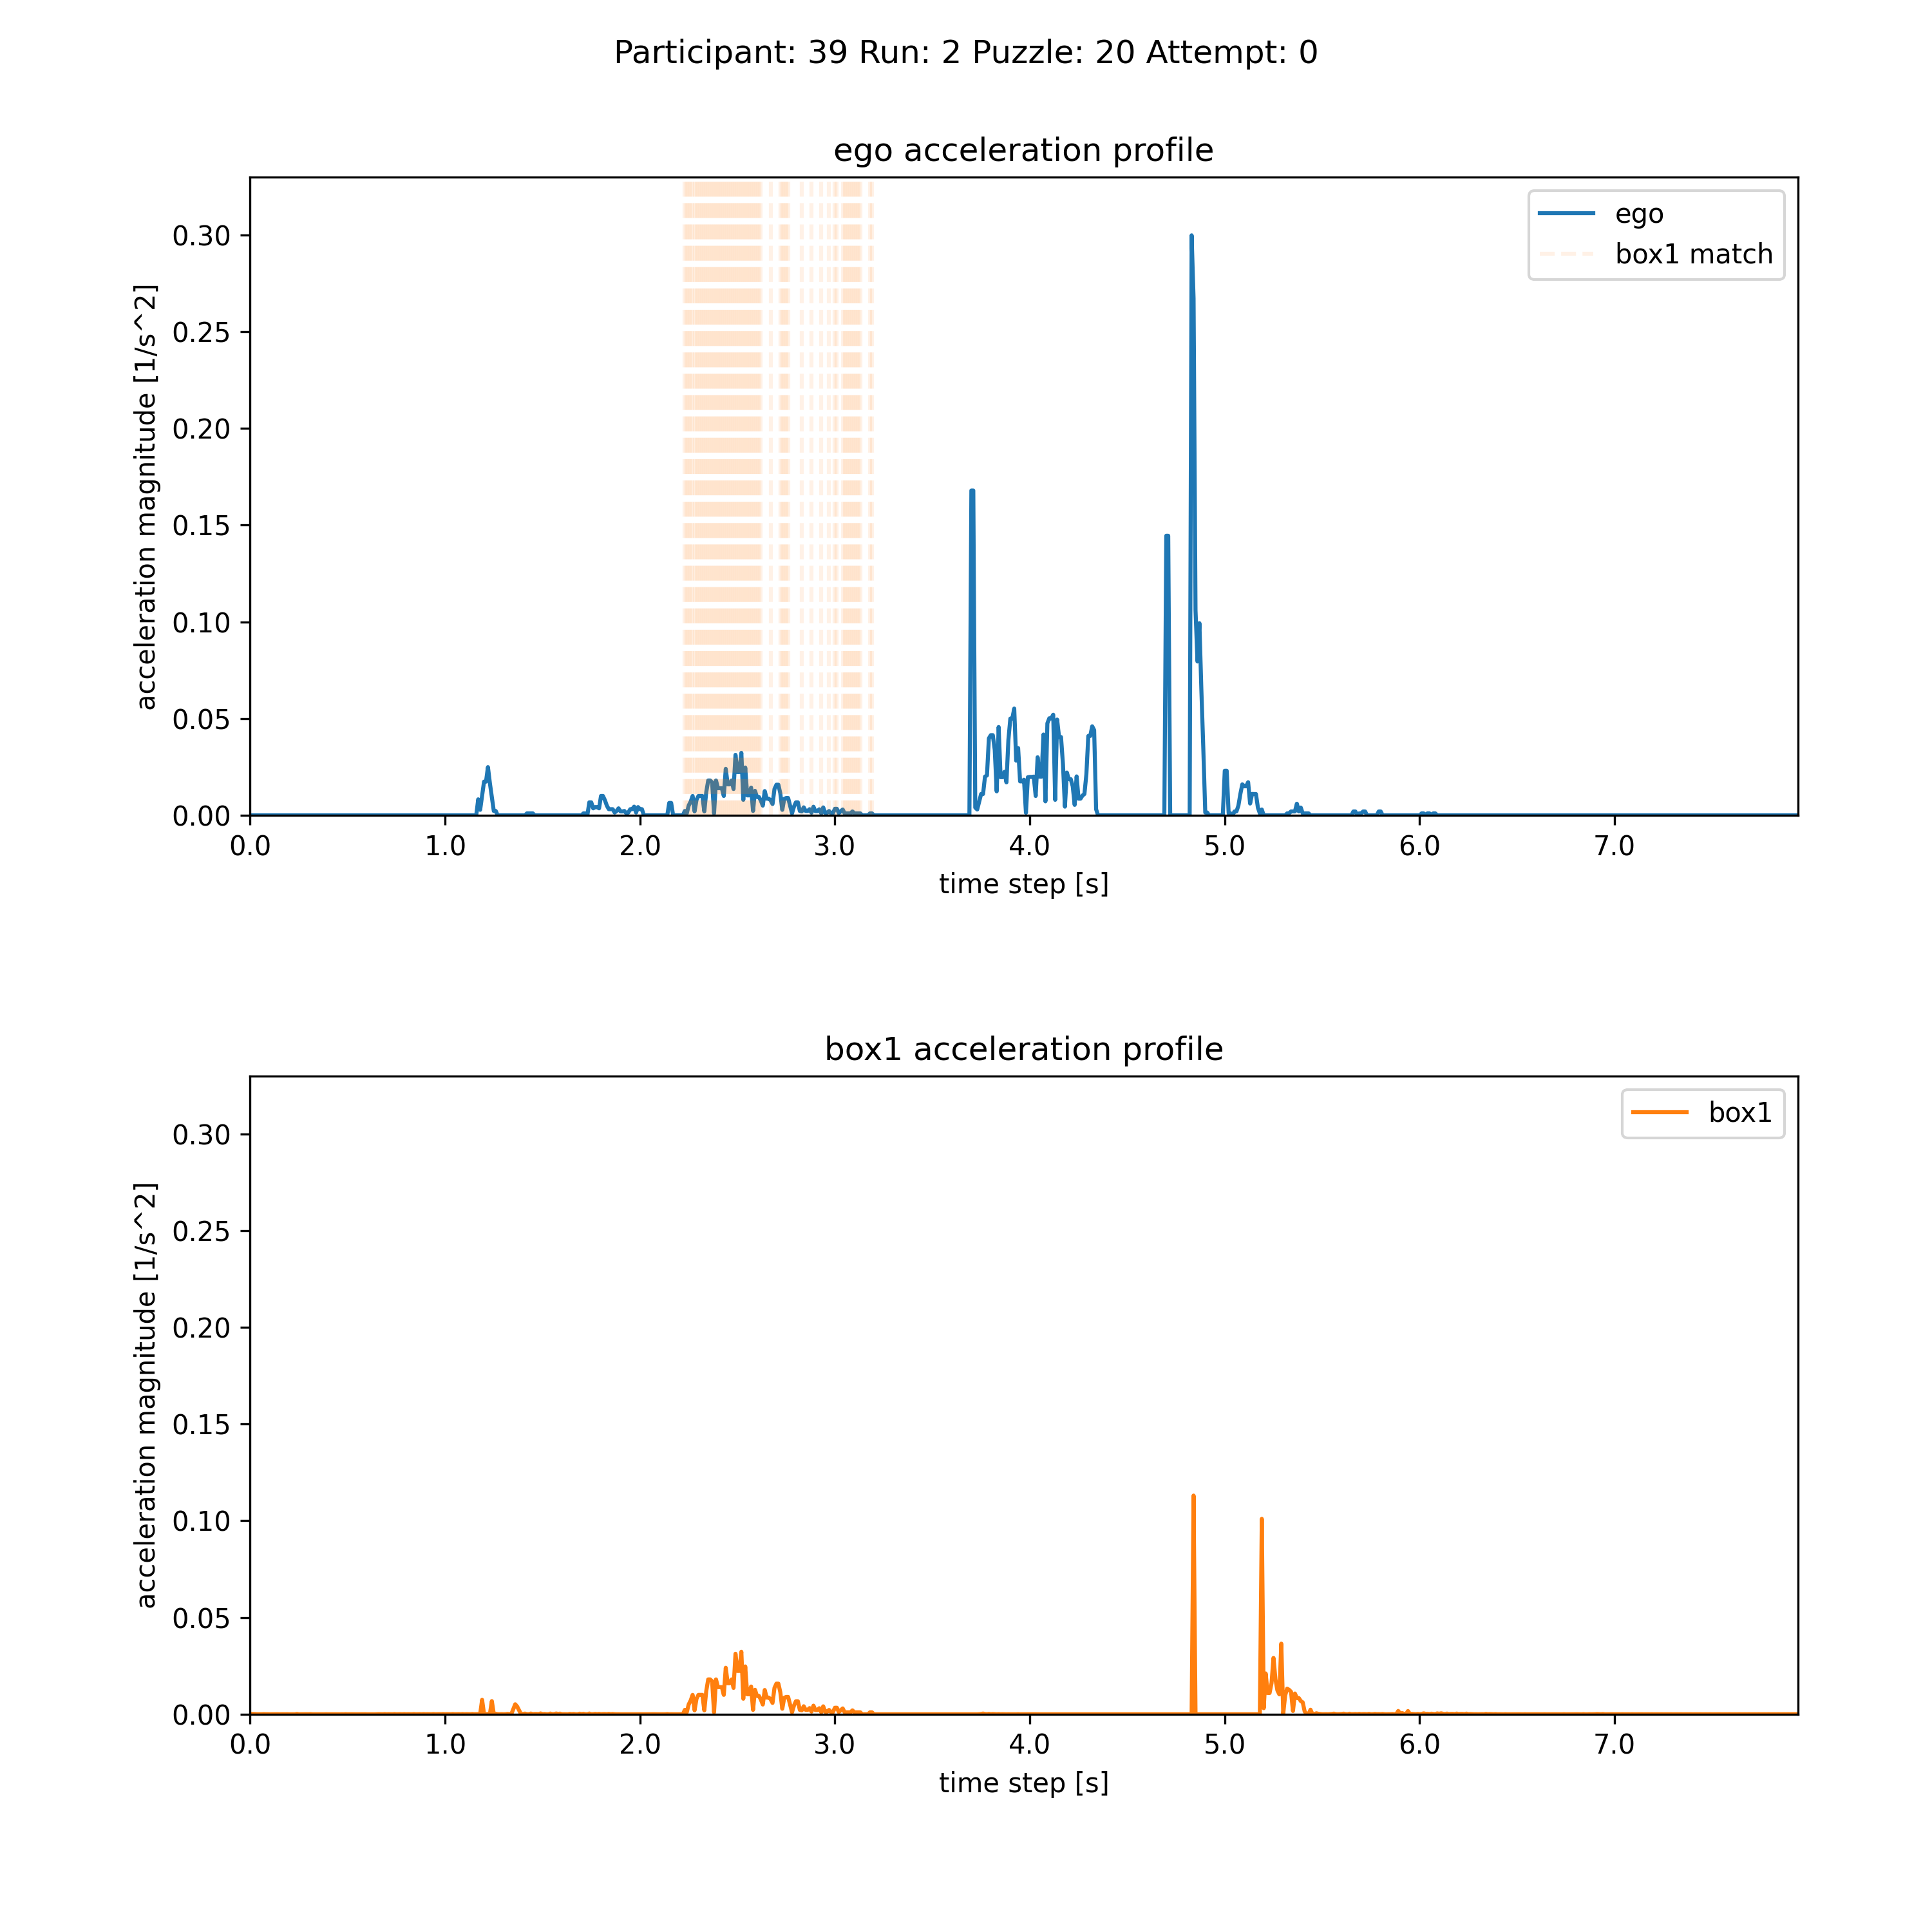 Participant: 39 Run: 2 Puzzle: 20 Attempt: 0
ego acceleration profile
acceleration magnitude [1/s^2]
0.30
0.25
0.20
0.15
0.10
0.05
0.00
ego
box1 match
0.0 1.0 2.0 3.0 4.0 5.0 6.0 7.0
time step [s]
box1 acceleration profile
acceleration magnitude [1/s^2]
0.30
0.25
0.20
0.15
0.10
0.05
0.00
box1
0.0 1.0 2.0 3.0 4.0 5.0 6.0 7.0
time step [s]